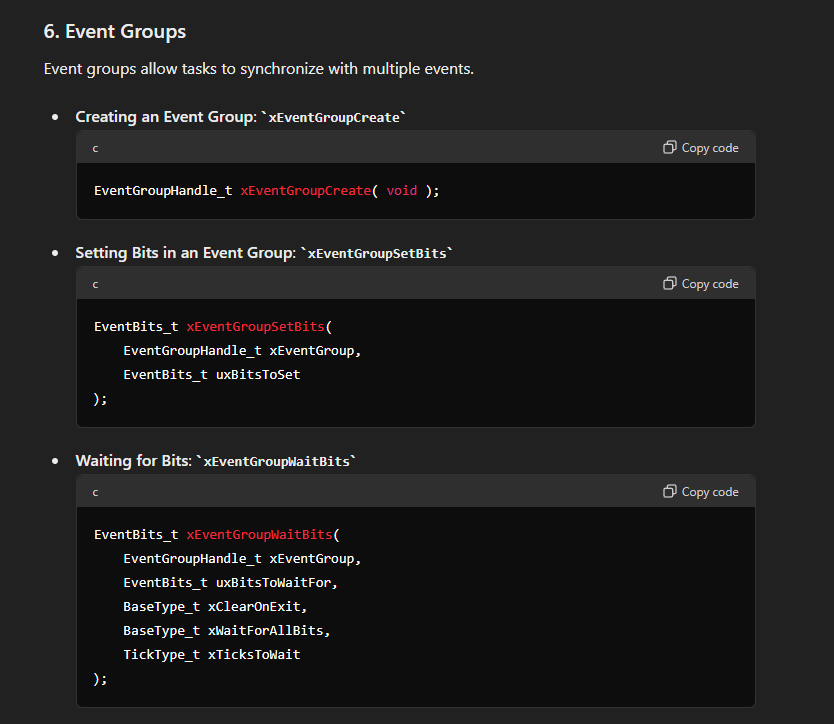 6. Event Groups
Event groups allow tasks to synchronize with multiple events.
• Creating an Event Group: `xEventGroupCreate`
c Copy code
EventGroupHandle_t xEventGroupCreate( void );
• Setting Bits in an Event Group: `xEventGroupSetBits`
c Copy code
EventBits_t xEventGroupSetBits(
    EventGroupHandle_t xEventGroup,
    EventBits_t uxBitsToSet
);
• Waiting for Bits: `xEventGroupWaitBits`
c Copy code
EventBits_t xEventGroupWaitBits(
    EventGroupHandle_t xEventGroup,
    EventBits_t uxBitsToWaitFor,
    BaseType_t xClearOnExit,
    BaseType_t xWaitForAllBits,
    TickType_t xTicksToWait
);